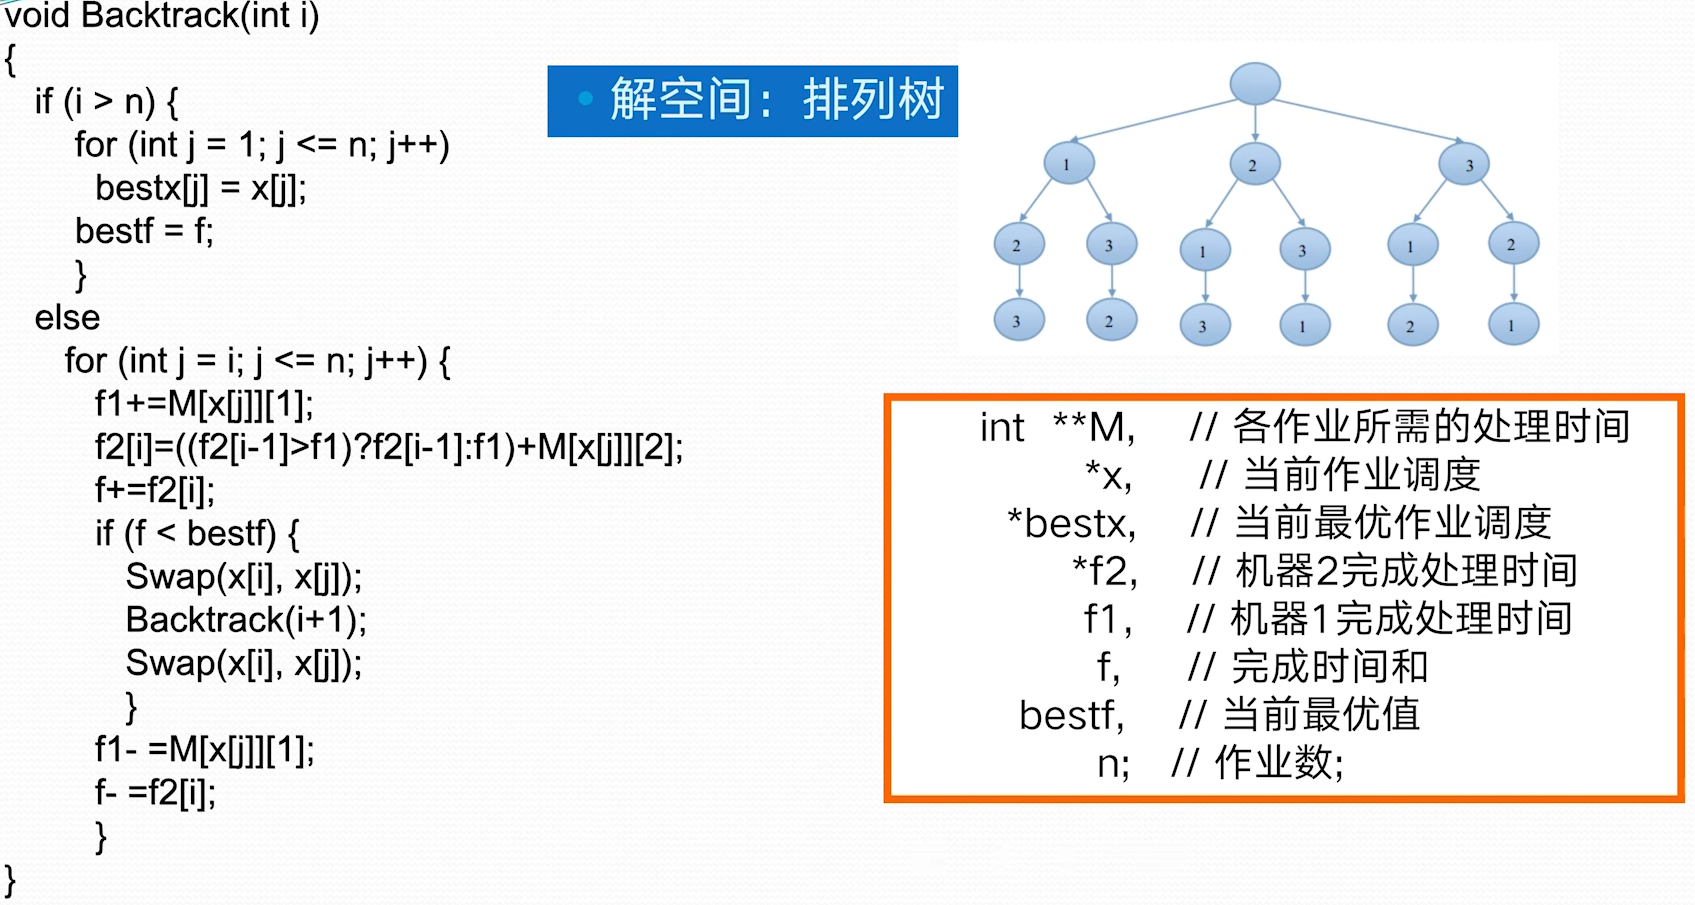 void Backtrack(int i)
{
if (i > n) {
for (int j = 1; j <= n; j++)
bestx[j] = x[j];
bestf = f;
}
else
for (int j = i; j <= n; j++) {
f1+=M[x[j]][1];
f2[i]=((f2[i-1]>f1)?f2[i-1]:f1)+M[x[j]][2];
f+=f2[i];
if (f < bestf) {
Swap(x[i], x[j]);
Backtrack(i+1);
Swap(x[i], x[j]);
}
f1- =M[x[j]][1];
f- =f2[i];
}
}
• 解空间：排列树
1 2 3
2 3 1 3 1 2
3 2 3 1 2 1
int **M, // 各作业所需的处理时间
*x, // 当前作业调度
*bestx, // 当前最优作业调度
*f2, // 机器2完成处理时间
f1, // 机器1完成处理时间
f, // 完成时间和
bestf, // 当前最优值
n; // 作业数;